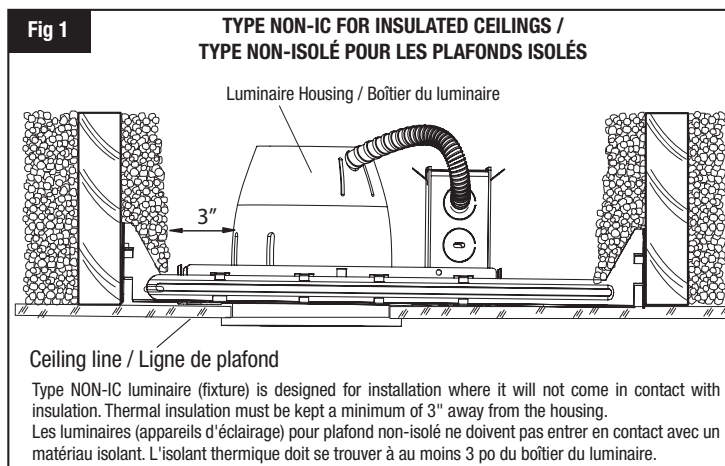 Fig 1
TYPE NON-IC FOR INSULATED CEILINGS /
TYPE NON-ISOLÉ POUR LES PLAFONDS ISOLÉS
Luminaire Housing / Boîtier du luminaire
3”
Ceiling line / Ligne de plafond
Type NON-IC luminaire (fixture) is designed for installation where it will not come in contact with
insulation. Thermal insulation must be kept a minimum of 3" away from the housing.
Les luminaires (appareils d'éclairage) pour plafond non-isolé ne doivent pas entrer en contact avec un
matériau isolant. L'isolant thermique doit se trouver à au moins 3 po du boîtier du luminaire.